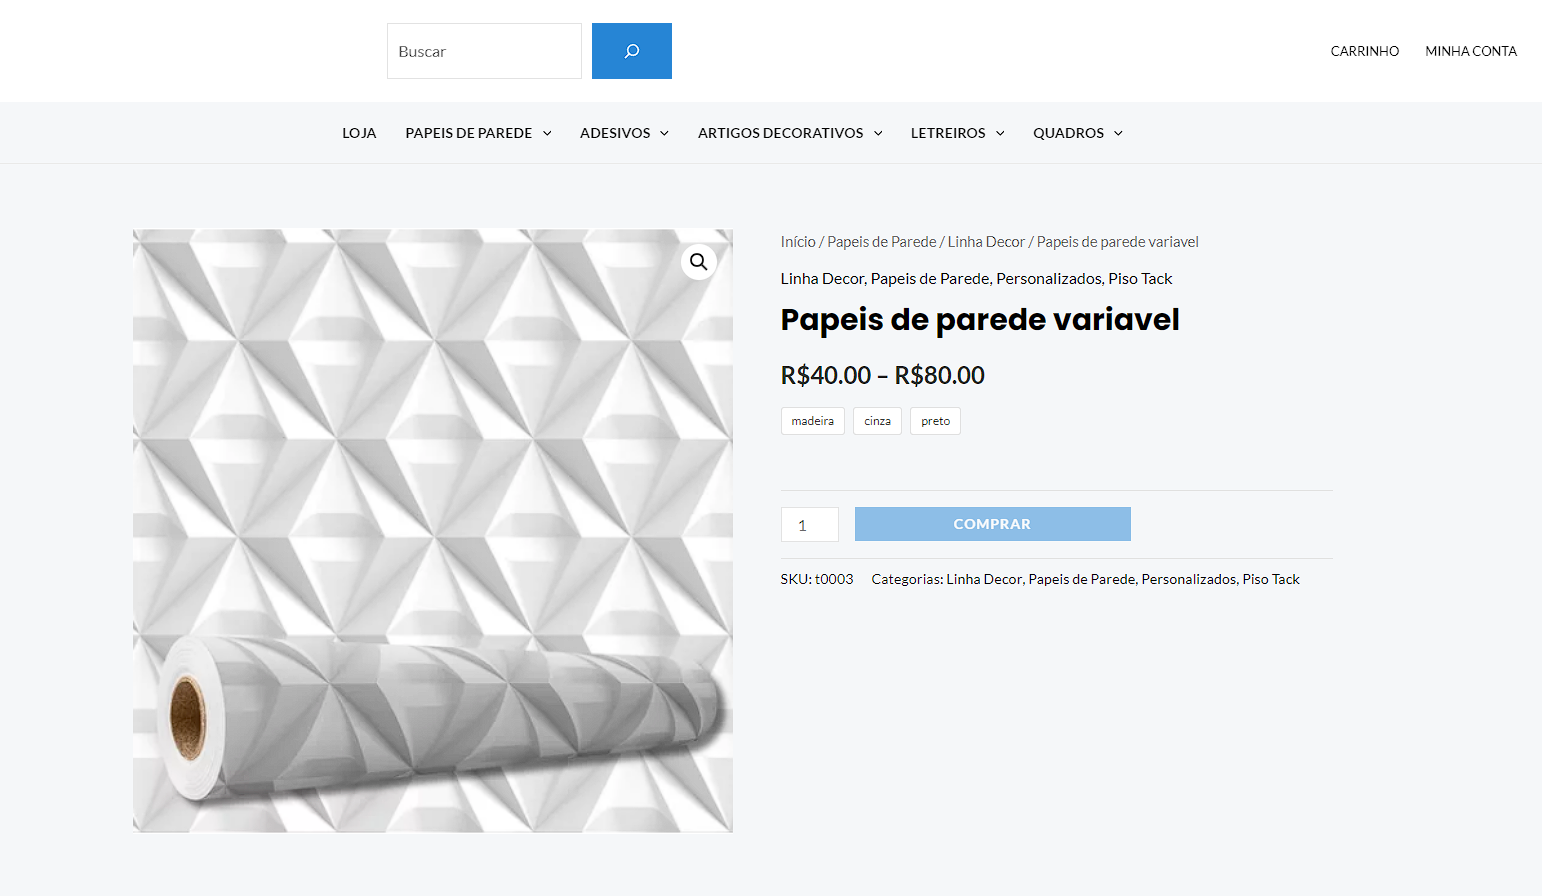 Buscar
CARRINHO MINHA CONTA
LOJA PAPEIS DE PAREDE ADESIVOS ARTIGOS DECORATIVOS LETREIROS QUADROS
Início / Papeis de Parede / Linha Decor / Papeis de parede variavel
Linha Decor, Papeis de Parede, Personalizados, Piso Tack
Papeis de parede variavel
R$40.00 – R$80.00
madeira cinza preto
1 COMPRAR
SKU: t0003 Categorias: Linha Decor, Papeis de Parede, Personalizados, Piso Tack